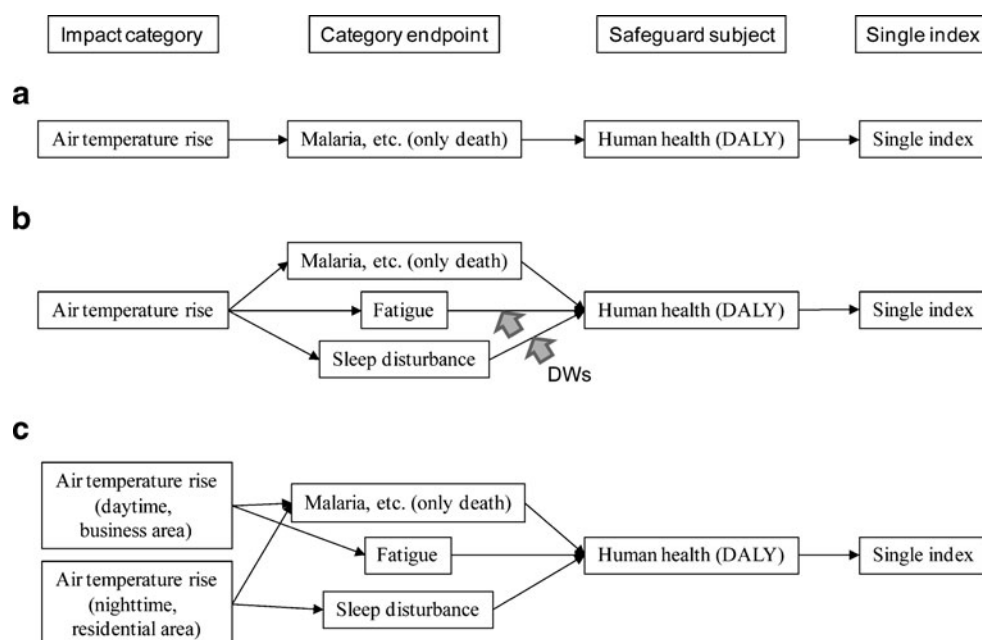 Impact category
Category endpoint
Safeguard subject
Single index
a
Air temperature rise
Malaria, etc. (only death)
Human health (DALY)
Single index
b
Malaria, etc. (only death)
Air temperature rise
Fatigue
Human health (DALY)
Single index
Sleep disturbance
DWs
c
Air temperature rise
(daytime,
business area)
Malaria, etc. (only death)
Fatigue
Human health (DALY)
Single index
Air temperature rise
(nighttime,
residential area)
Sleep disturbance